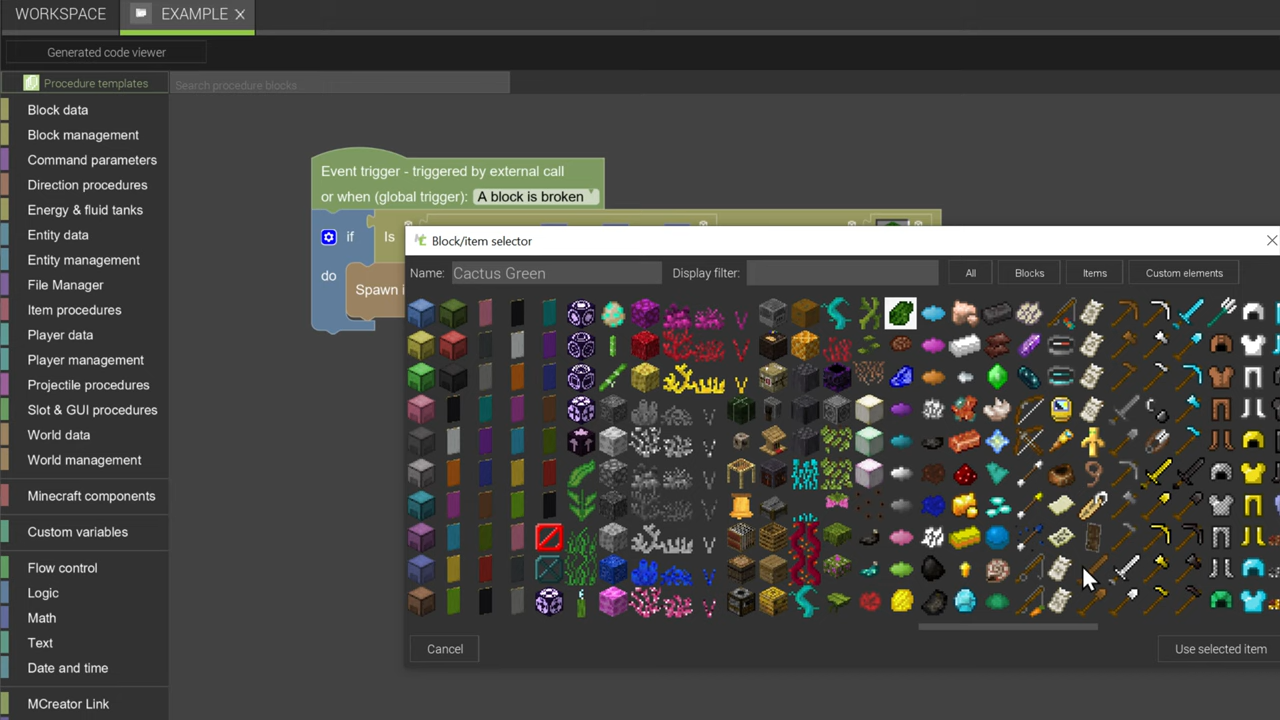 WORKSPACE
EXAMPLE
Generated code viewer
Procedure templates
Search procedure blocks
Block data
Block management
Command parameters
Direction procedures
Energy & fluid tanks
Entity data
Entity management
File Manager
Item procedures
Player data
Player management
Projectile procedures
Slot & GUI procedures
World data
World management
Minecraft components
Custom variables
Flow control
Logic
Math
Text
Date and time
MCreator Link
Event trigger - triggered by external call
or when (global trigger): A block is broken
if Is
do
Spawn i
Block/item selector
Name: Cactus Green
Display filter:
All
Blocks
Items
Custom elements
Cancel
Use selected item